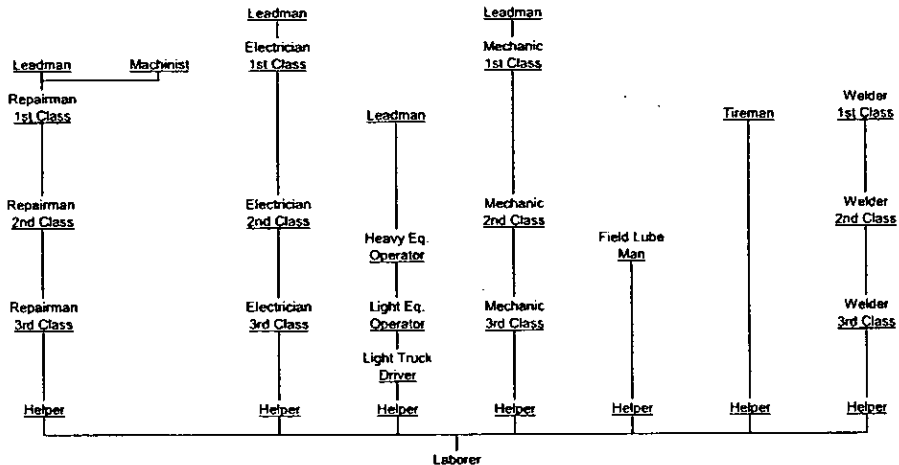 Leadman
Leadman
Electrician
1st Class
Mechanic
1st Class
Leadman
Machinist
Repairman
1st Class
Leadman
Tireman
Welder
1st Class
Repairman
2nd Class
Electrician
2nd Class
Mechanic
2nd Class
Welder
2nd Class
Heavy Eq.
Operator
Field Lube
Man
Repairman
3rd Class
Electrician
3rd Class
Light Eq.
Operator
Mechanic
3rd Class
Welder
3rd Class
Light Truck
Driver
Helper
Helper
Helper
Helper
Helper
Helper
Helper
Laborer